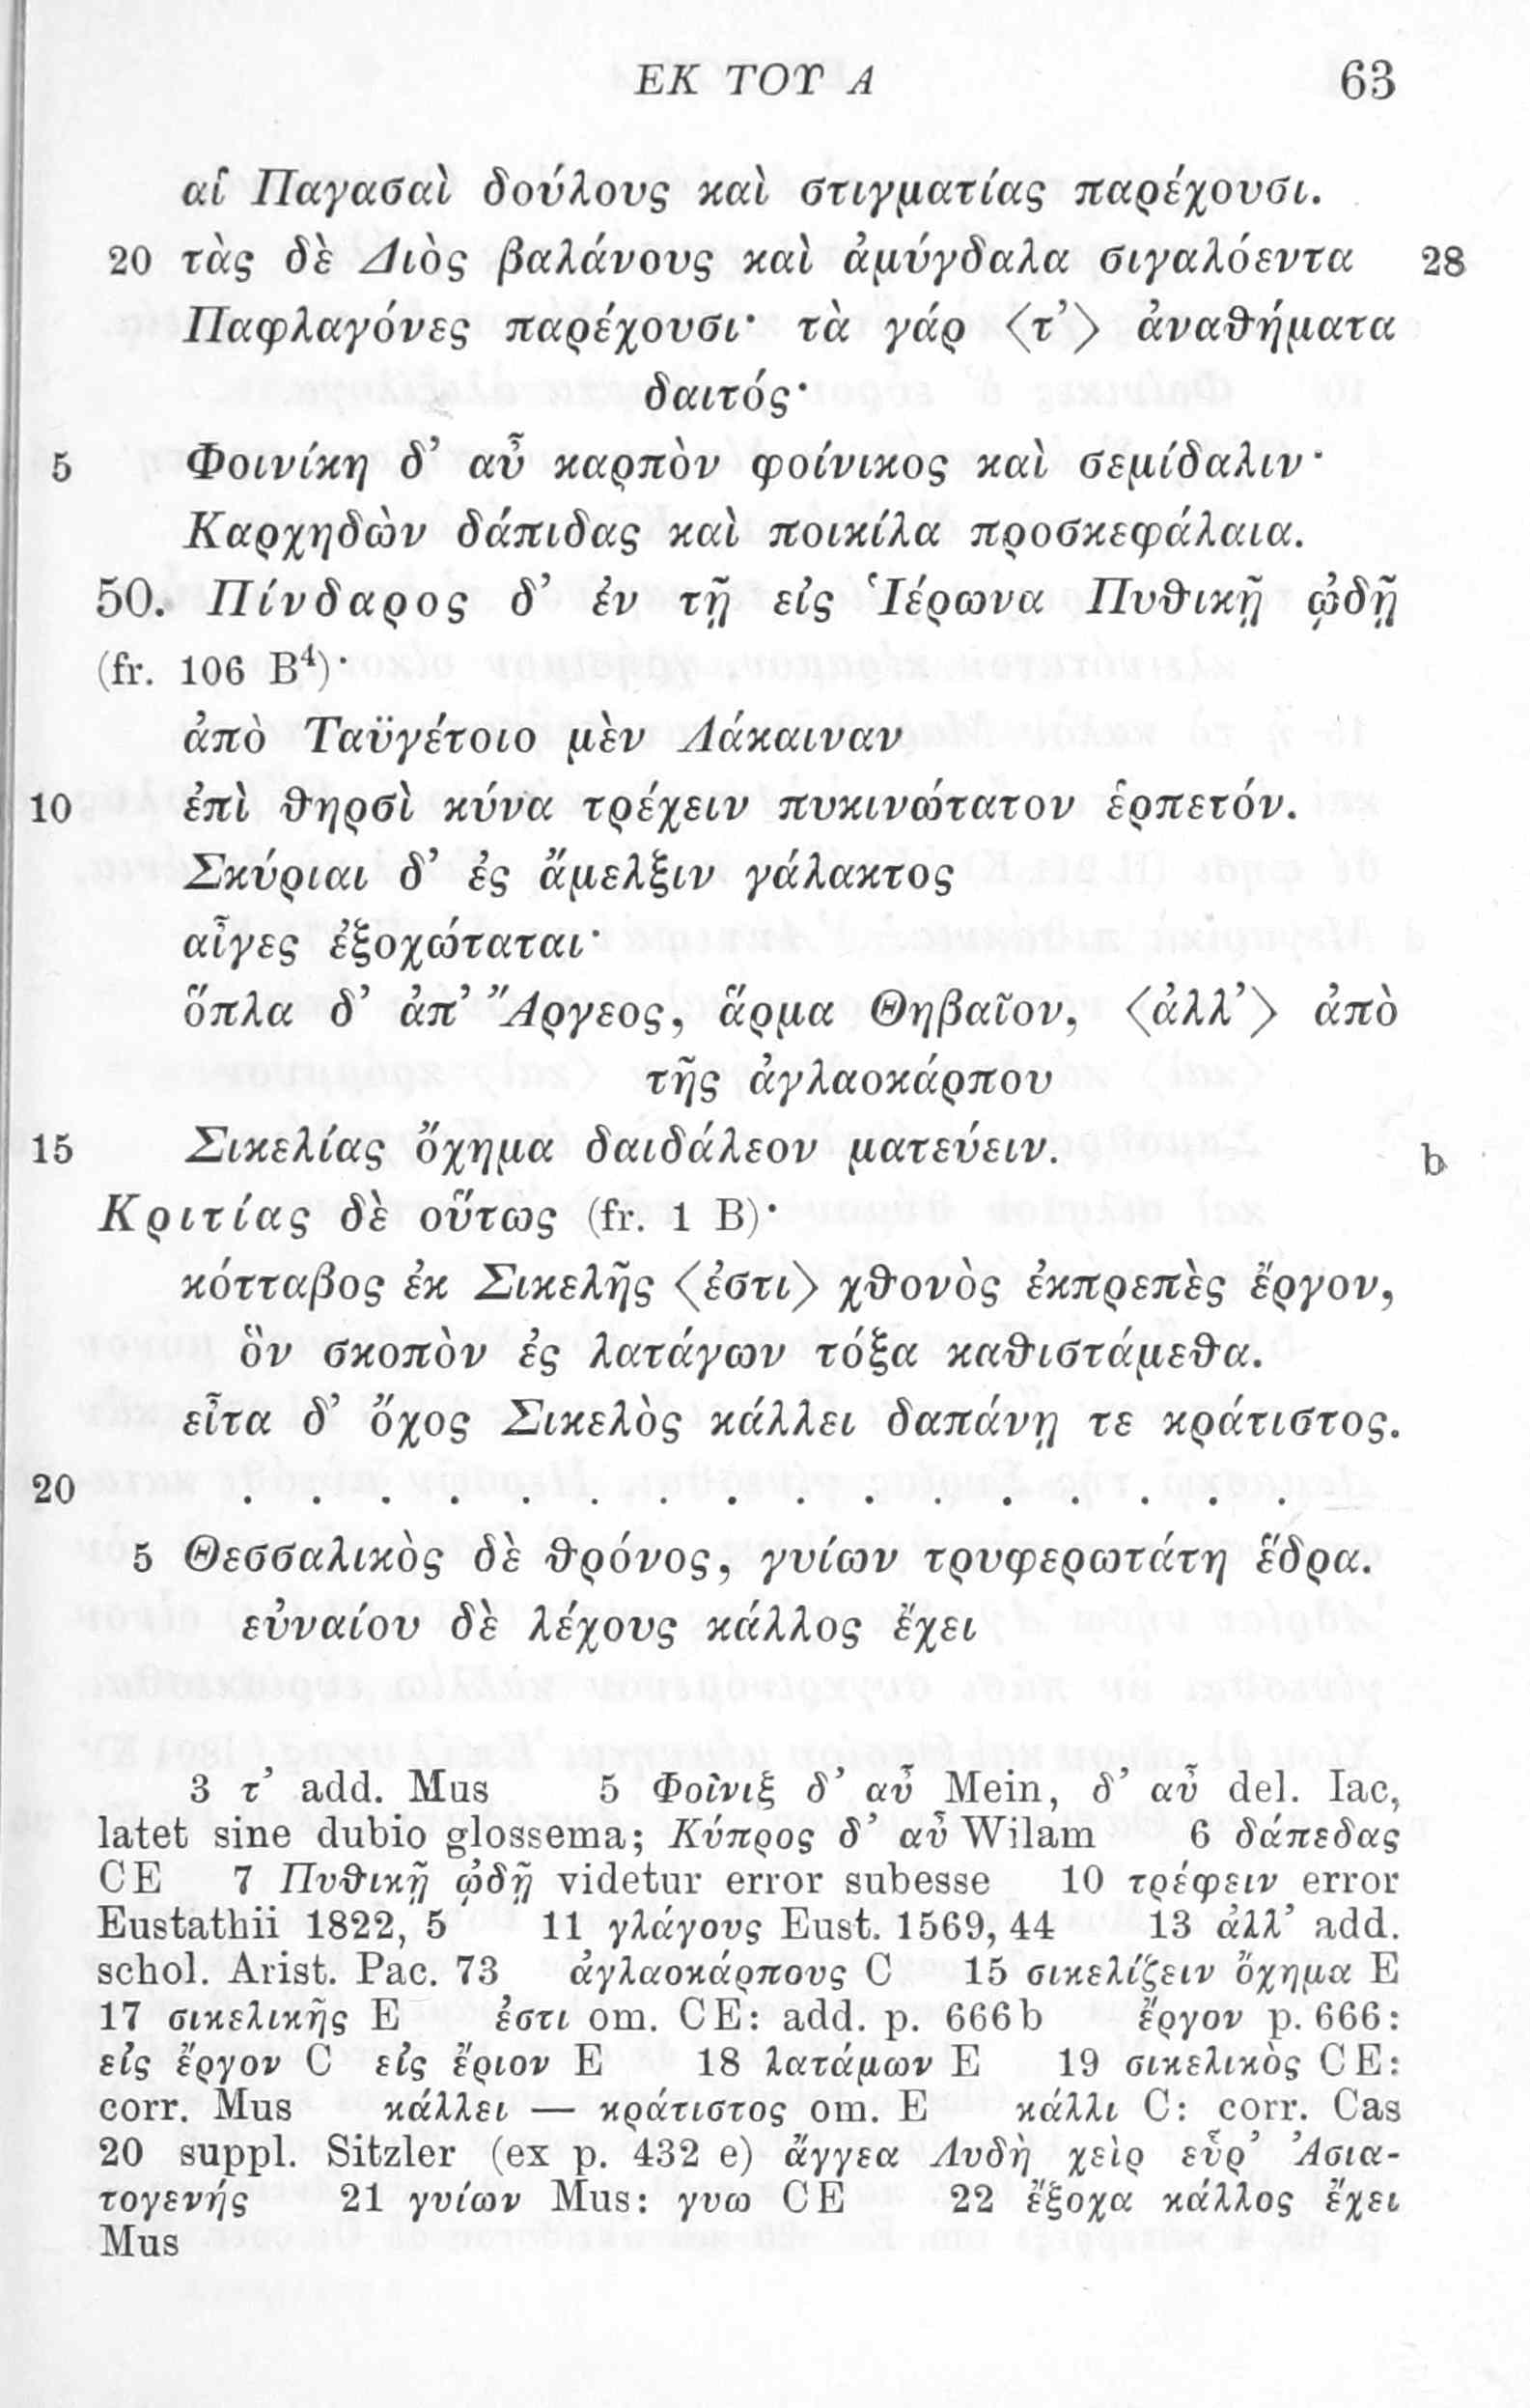 ΕΚ ΤΟΥ Α 63
αἱ Παγασαὶ δούλους καὶ στιγματίας παρέχουσι.
20 τὰς δὲ Διὸς βαλάνους καὶ ἀμύγδαλα σιγαλόεντα 28
Παφλαγόνες παρέχουσι· τὰ γάρ ⟨τ’⟩ ἀναθήματα
δαιτός·
5 Φοινίκη δ’ αὖ καρπὸν φοίνικος καὶ σεμίδαλιν·
Καρχηδὼν δάπιδας καὶ ποικίλα προσκεφάλαια.
50. Πίνδαρος δ’ ἐν τῇ εἰς Ἱέρωνα Πυθικῇ ᾠδῇ
(fr. 106 B⁴)·
ἀπὸ Ταϋγέτοιο μὲν Λάκαιναν
10 ἐπὶ θηρσὶ κύνα τρέχειν πυκινώτατον ἑρπετόν.
Σκύριαι δ’ ἐς ἄμελξιν γάλακτος
αἶγες ἐξοχώταται·
ὅπλα δ’ ἀπ’ Ἄργεος, ἅρμα Θηβαῖον, ⟨ἀλλ’⟩ ἀπὸ
τῆς ἀγλαοκάρπου
15 Σικελίας ὄχημα δαιδάλεον ματεύειν. b
Κριτίας δὲ οὕτως (fr. 1 B)·
κότταβος ἐκ Σικελῆς ⟨ἐστι⟩ χθονὸς ἐκπρεπὲς ἔργον,
ὃν σκοπὸν ἐς λατάγων τόξα καθιστάμεθα.
εἶτα δ’ ὄχος Σικελὸς κάλλει δαπάνῃ τε κράτιστος.
20 . . . . . . . . . . . . . . . .
5 Θεσσαλικὸς δὲ θρόνος, γυίων τρυφερωτάτη ἕδρα.
εὐναίου δὲ λέχους κάλλος ἔχει
3 τ’ add. Mus 5 Φοῖνιξ δ’ αὖ Mein, δ’ αὖ del. Iac,
latet sine dubio glossema; Κύπρος δ’ αὖ Wilam 6 δάπεδας
CE 7 Πυθικῇ ᾠδῇ videtur error subesse 10 τρέφειν error
Eustathii 1822, 5 11 γλάγους Eust. 1569, 44 13 ἀλλ’ add.
schol. Arist. Pac. 73 ἀγλαοκάρπους C 15 σικελίζειν ὄχημα E
17 σικελικῆς E ἐστι om. CE: add. p. 666 b ἔργον p. 666:
εἰς ἔργον C εἰς ἔριον E 18 λατάμων E 19 σικελικὸς CE:
corr. Mus κάλλει — κράτιστος om. E κάλλι C: corr. Cas
20 suppl. Sitzler (ex p. 432 e) ἄγγεα Λυδὴ χεὶρ εὗρ’ Ἀσια-
τογενής 21 γυίων Mus: γυω CE 22 ἔξοχα κάλλος ἔχει
Mus